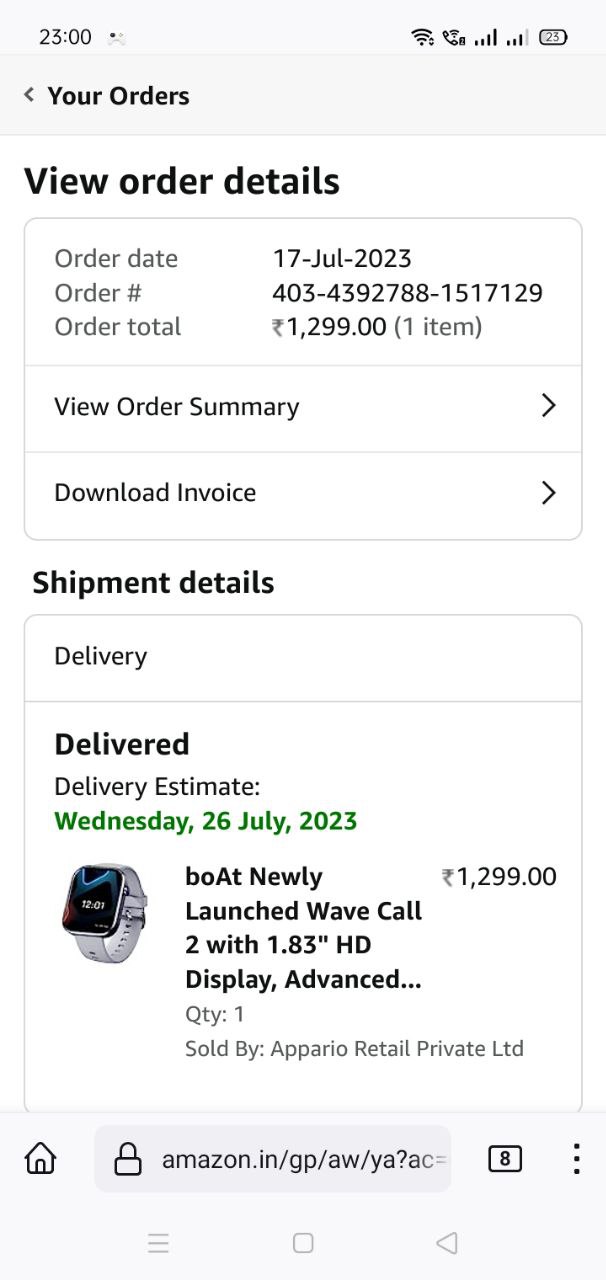 23:00
23
Your Orders
View order details
Order date 17-Jul-2023
Order # 403-4392788-1517129
Order total ₹1,299.00 (1 item)
View Order Summary
Download Invoice
Shipment details
Delivery
Delivered
Delivery Estimate:
Wednesday, 26 July, 2023
12:01
boAt Newly ₹1,299.00
Launched Wave Call
2 with 1.83" HD
Display, Advanced...
Qty: 1
Sold By: Appario Retail Private Ltd
amazon.in/gp/aw/ya?ac=
8